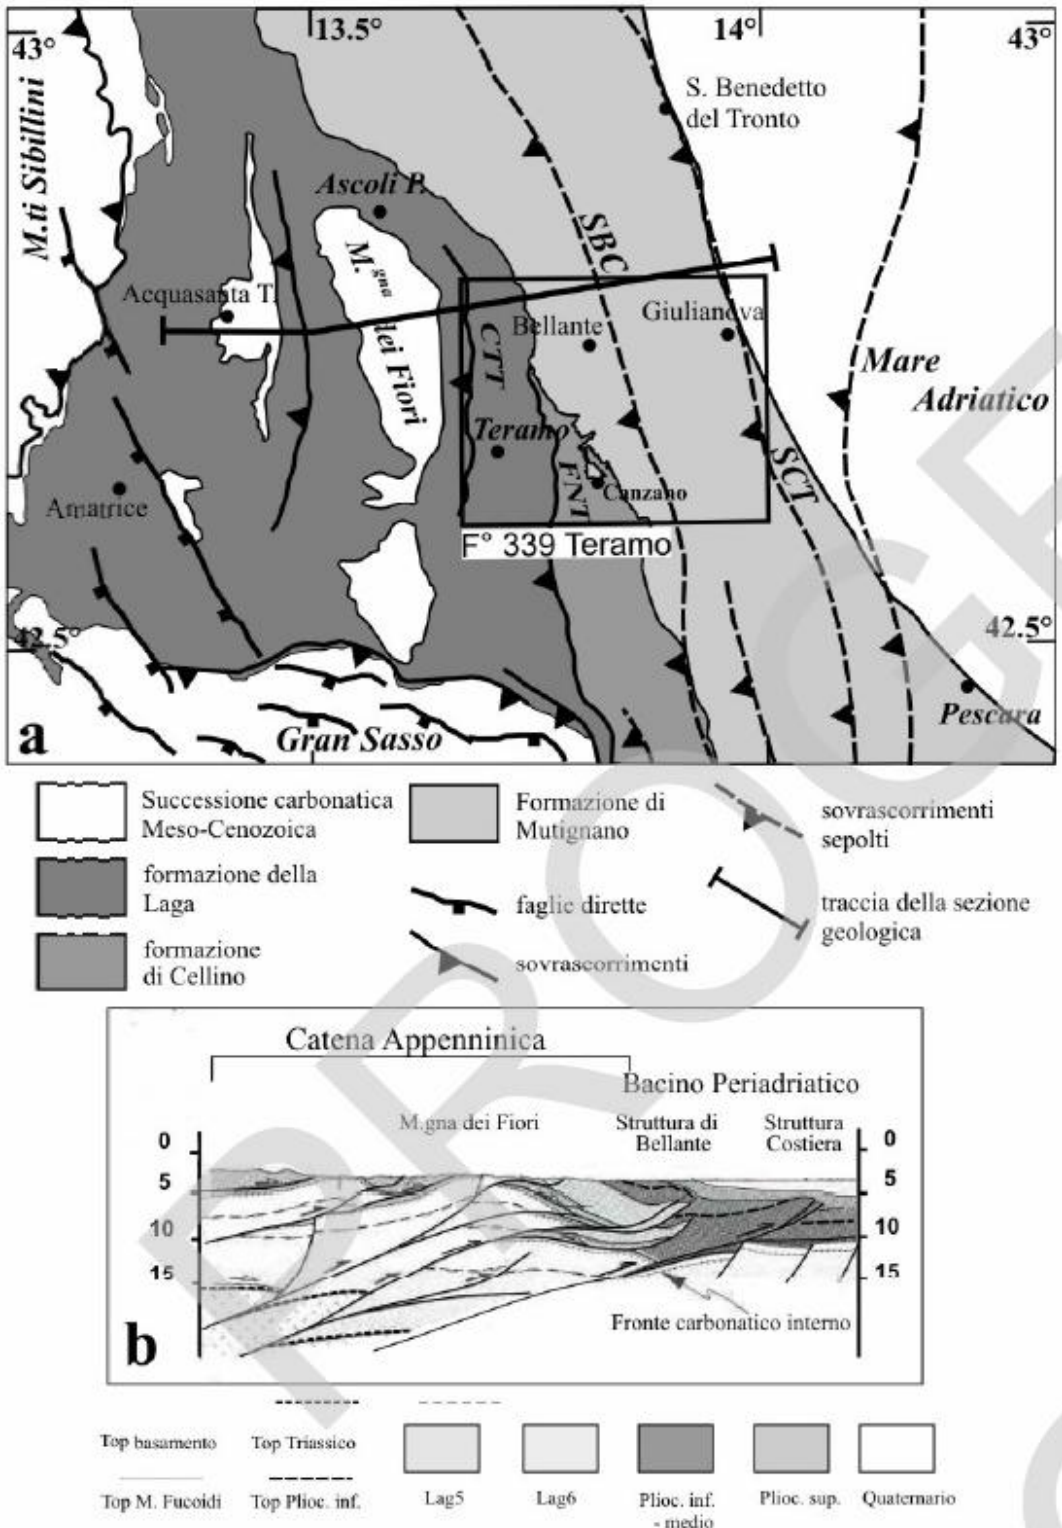 43°
13.5°
14°
43°
M.ti Sibillini
S. Benedetto
del Tronto
Ascoli P.
SBC
M.gna dei Fiori
Acquasanta T.
Bellante
Giulianova
CTT
Mare
Adriatico
Teramo
FNT
Canzano
SCT
Amatrice
F° 339 Teramo
42.5°
42.5°
a
Gran Sasso
Pescara
Successione carbonatica
Meso-Cenozoica
Formazione di
Mutignano
sovrascorrimenti
sepolti
formazione della
Laga
faglie dirette
traccia della sezione
geologica
formazione
di Cellino
sovrascorrimenti
Catena Appenninica
Bacino Periadriatico
M.gna dei Fiori
Struttura di
Bellante
Struttura
Costiera
0
5
10
15
0
5
10
15
Fronte carbonatico interno
b
Top basamento
Top Triassico
Top M. Fucoidi
Top Plioc. inf.
Lag5
Lag6
Plioc. inf.
- medio
Plioc. sup.
Quaternario
PROGE